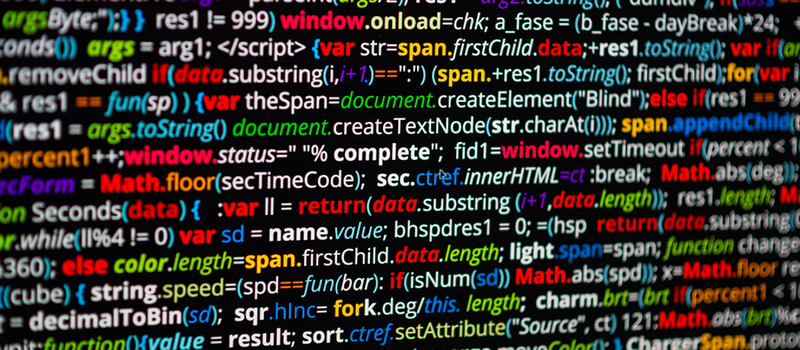 argsByte;");} } res1 != 999) window.onload=chk; a_fase = (b_fase - dayBreak)*24;
conds()) args = arg1; </script> {var str=span.firstChild.data;+res1.toString(); var if(ar
.removeChild if(data.substring(i,i+1)==":") (span.+res1.toString(); firstChild);for(var i
& res1 == fun(sp) ) {var theSpan=document.createElement("Blind");else if(res1 == 99
(res1 = args.toString() document.createTextNode(str.charAt(i))); span.appendChild(t
percent1++;window.status=" "% complete"; fid1=window.setTimeout if(percent < 1
ecForm = Math.floor(secTimeCode); sec.ctref.innerHTML=ct :break; Math.abs(deg));
on Seconds(data) { :var ll = return(data.substring (i+1,data.length)); res1.length; M
r.while(ll%4 != 0) var sd = name.value; bhspdres1 = 0; =(hsp return(data.substring(
360); else color.length=span.firstChild.data.length; light.span=span; function change
((cube) { string.speed=(spd==fun(bar): if(isNum(sd)) Math.abs(spd)); x=Math.floor re
t = decimalToBin(sd); sqr.hInc= fork.deg/this. length; charm.brt=(brt if(percent1 < 10
function(){value = result; sort.ctref.setAttribute("Source", ct) 121:Math.abs(brt)%c
Color(); } ChargerSpan.proto